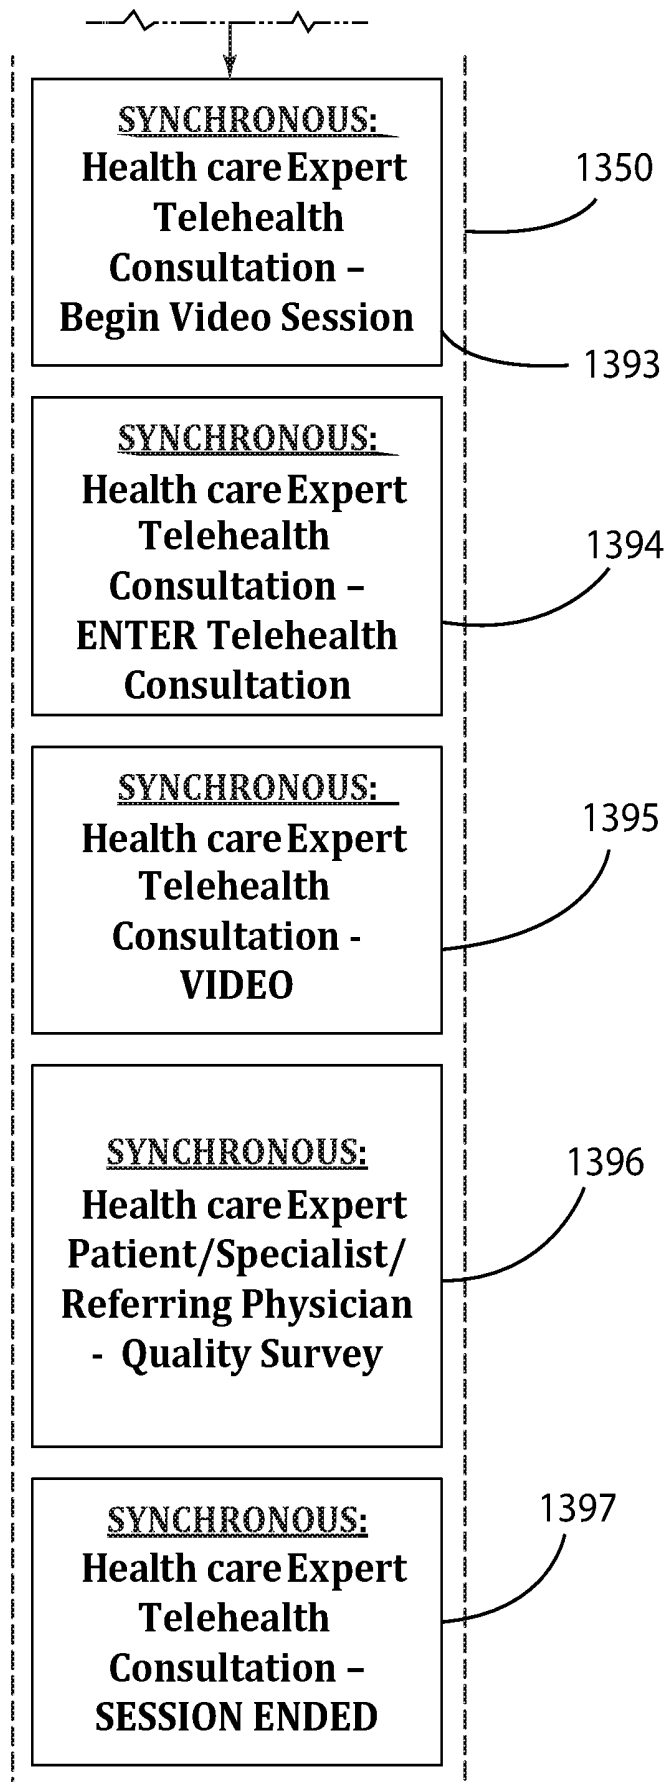 SYNCHRONOUS:
Health care Expert
Telehealth
Consultation –
Begin Video Session
1350
1393
SYNCHRONOUS:
Health care Expert
Telehealth
Consultation –
ENTER Telehealth
Consultation
1394
SYNCHRONOUS:
Health care Expert
Telehealth
Consultation -
VIDEO
1395
SYNCHRONOUS:
Health care Expert
Patient/Specialist/
Referring Physician
- Quality Survey
1396
SYNCHRONOUS:
Health care Expert
Telehealth
Consultation –
SESSION ENDED
1397